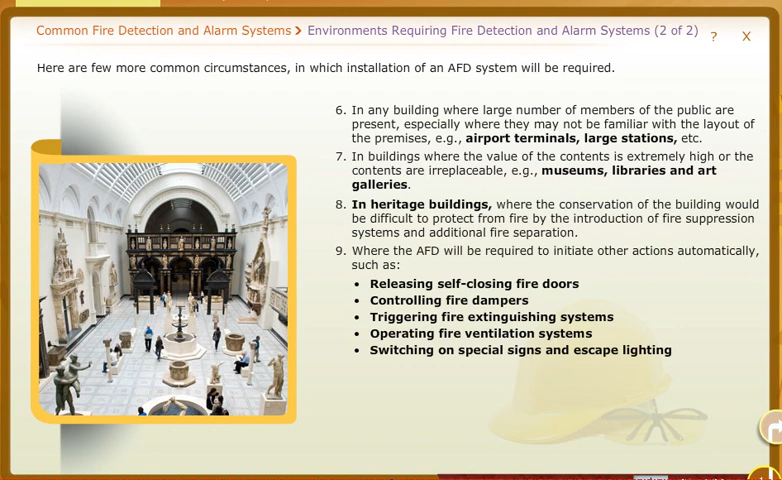 Common Fire Detection and Alarm Systems > Environments Requiring Fire Detection and Alarm Systems (2 of 2)
? X
Here are few more common circumstances, in which installation of an AFD system will be required.
6. In any building where large number of members of the public are
present, especially where they may not be familiar with the layout of
the premises, e.g., airport terminals, large stations, etc.
7. In buildings where the value of the contents is extremely high or the
contents are irreplaceable, e.g., museums, libraries and art
galleries.
8. In heritage buildings, where the conservation of the building would
be difficult to protect from fire by the introduction of fire suppression
systems and additional fire separation.
9. Where the AFD will be required to initiate other actions automatically,
such as:
• Releasing self-closing fire doors
• Controlling fire dampers
• Triggering fire extinguishing systems
• Operating fire ventilation systems
• Switching on special signs and escape lighting